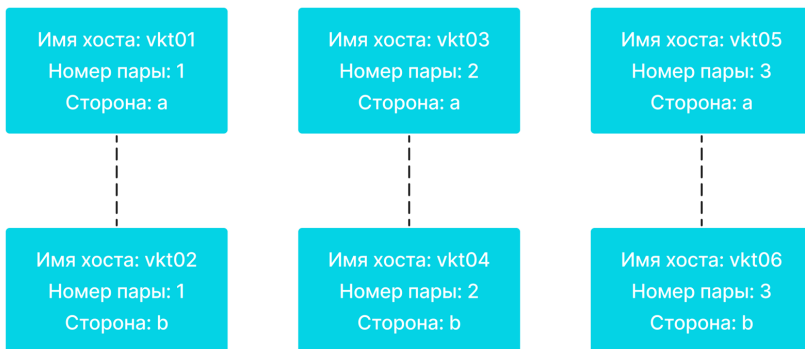 Имя хоста: vkt01
Номер пары: 1
Сторона: a
Имя хоста: vkt03
Номер пары: 2
Сторона: a
Имя хоста: vkt05
Номер пары: 3
Сторона: a
Имя хоста: vkt02
Номер пары: 1
Сторона: b
Имя хоста: vkt04
Номер пары: 2
Сторона: b
Имя хоста: vkt06
Номер пары: 3
Сторона: b